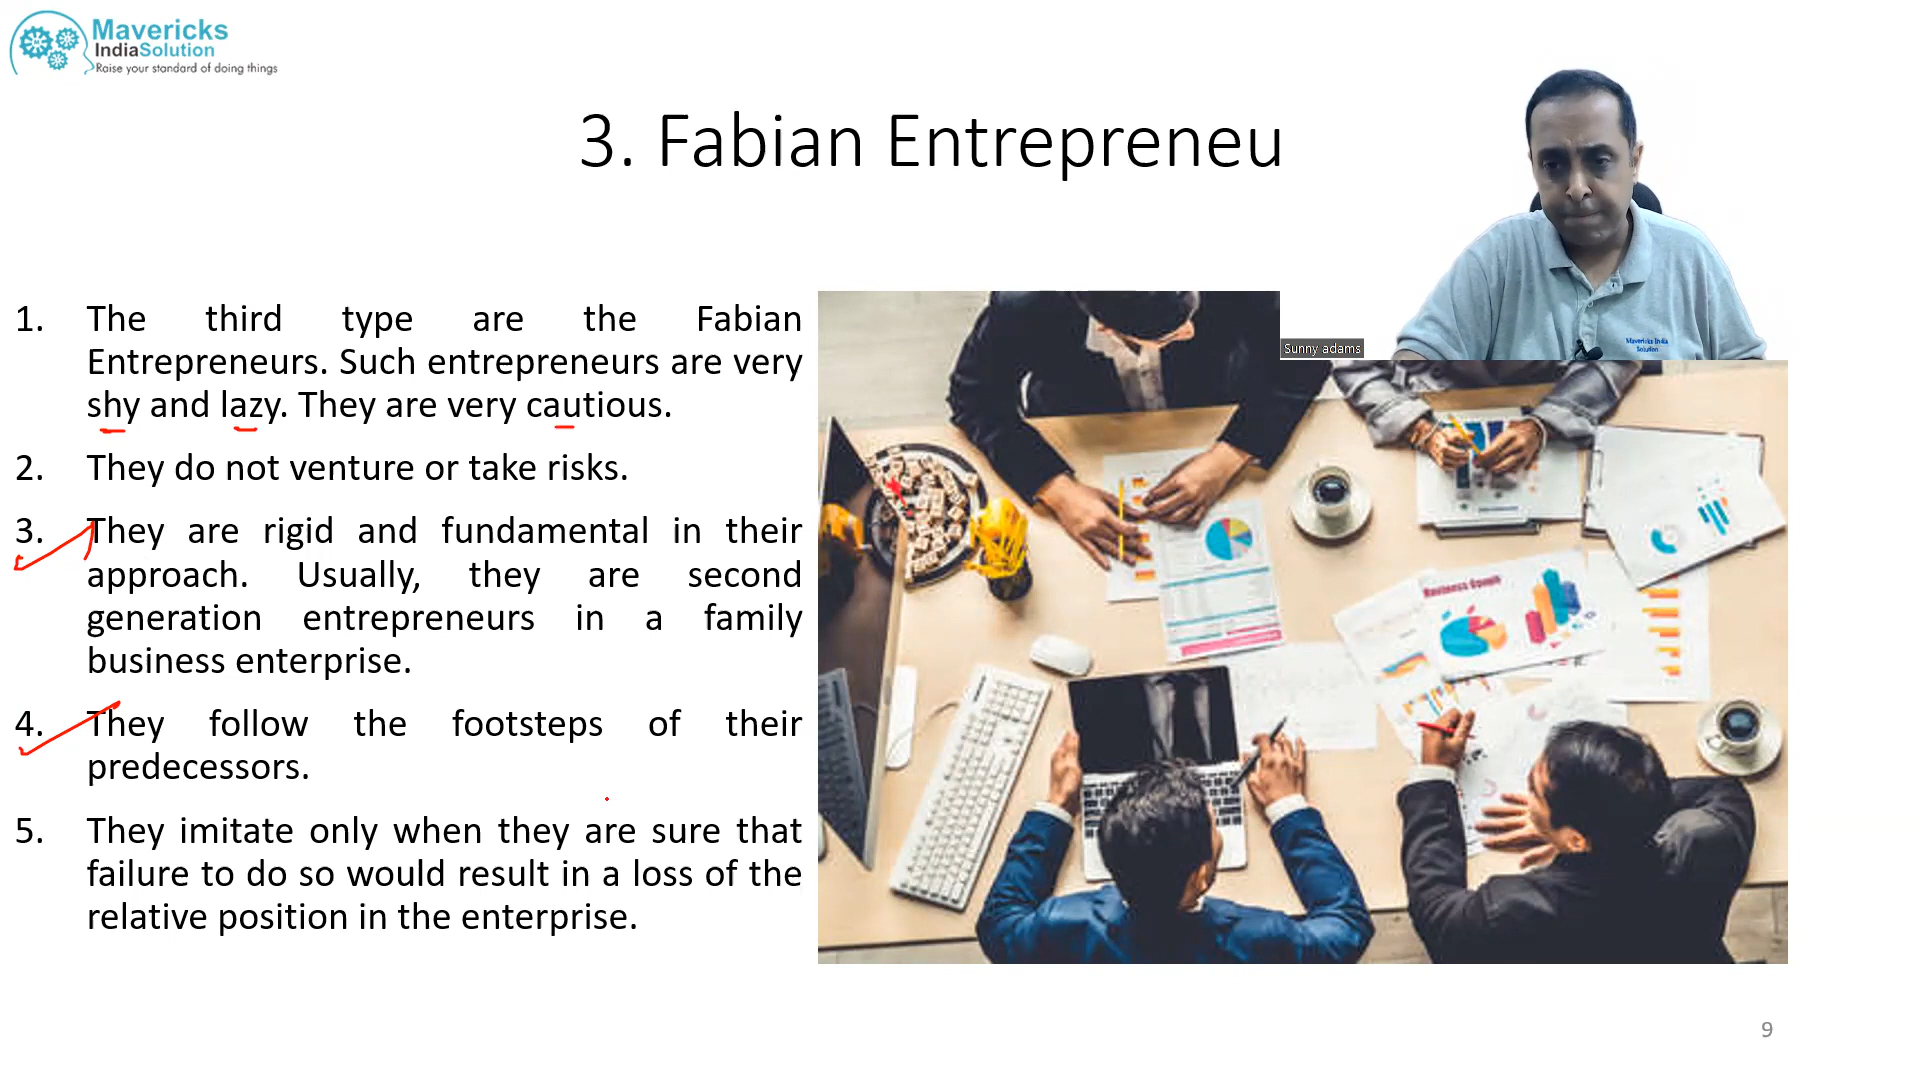 Mavericks
IndiaSolution
Raise your standard of doing things
3. Fabian Entrepreneu
Sunny adams
Mavericks India
Solution
1. The third type are the Fabian
Entrepreneurs. Such entrepreneurs are very
shy and lazy. They are very cautious.
2. They do not venture or take risks.
3. They are rigid and fundamental in their
approach. Usually, they are second
generation entrepreneurs in a family
business enterprise.
4. They follow the footsteps of their
predecessors.
5. They imitate only when they are sure that
failure to do so would result in a loss of the
relative position in the enterprise.
Business
9